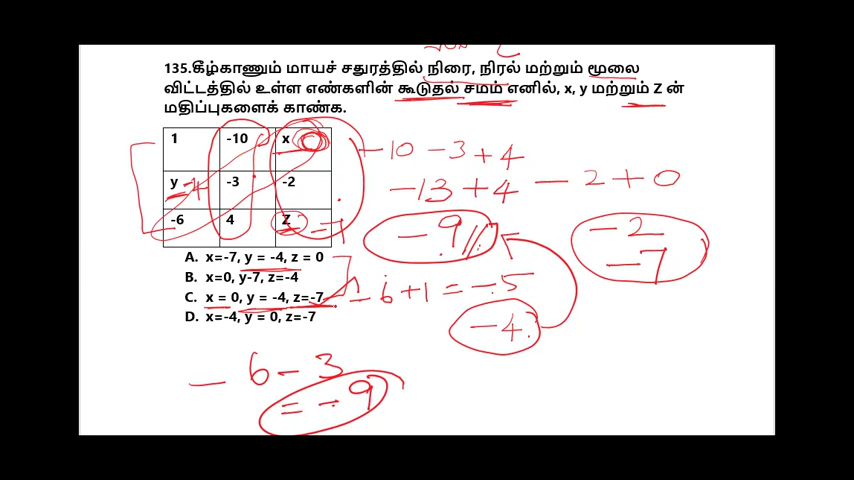 135.கீழ்காணும் மாயச் சதுரத்தில் நிரை, நிரல் மற்றும் மூலை
விட்டத்தில் உள்ள எண்களின் கூடுதல் சமம் எனில், x, y மற்றும் Z ன்
மதிப்புகளைக் காண்க.
1 -10 x
y -4 -3 -2
-6 4 Z -7
A. x=-7, y = -4, z = 0
B. x=0, y-7, z=-4
C. x = 0, y = -4, z=-7
D. x=-4, y = 0, z=-7
-10 -3+4
-13 +4
-9
-2+0
-2
-7
-6+1=-5
-4
-6-3
=-9